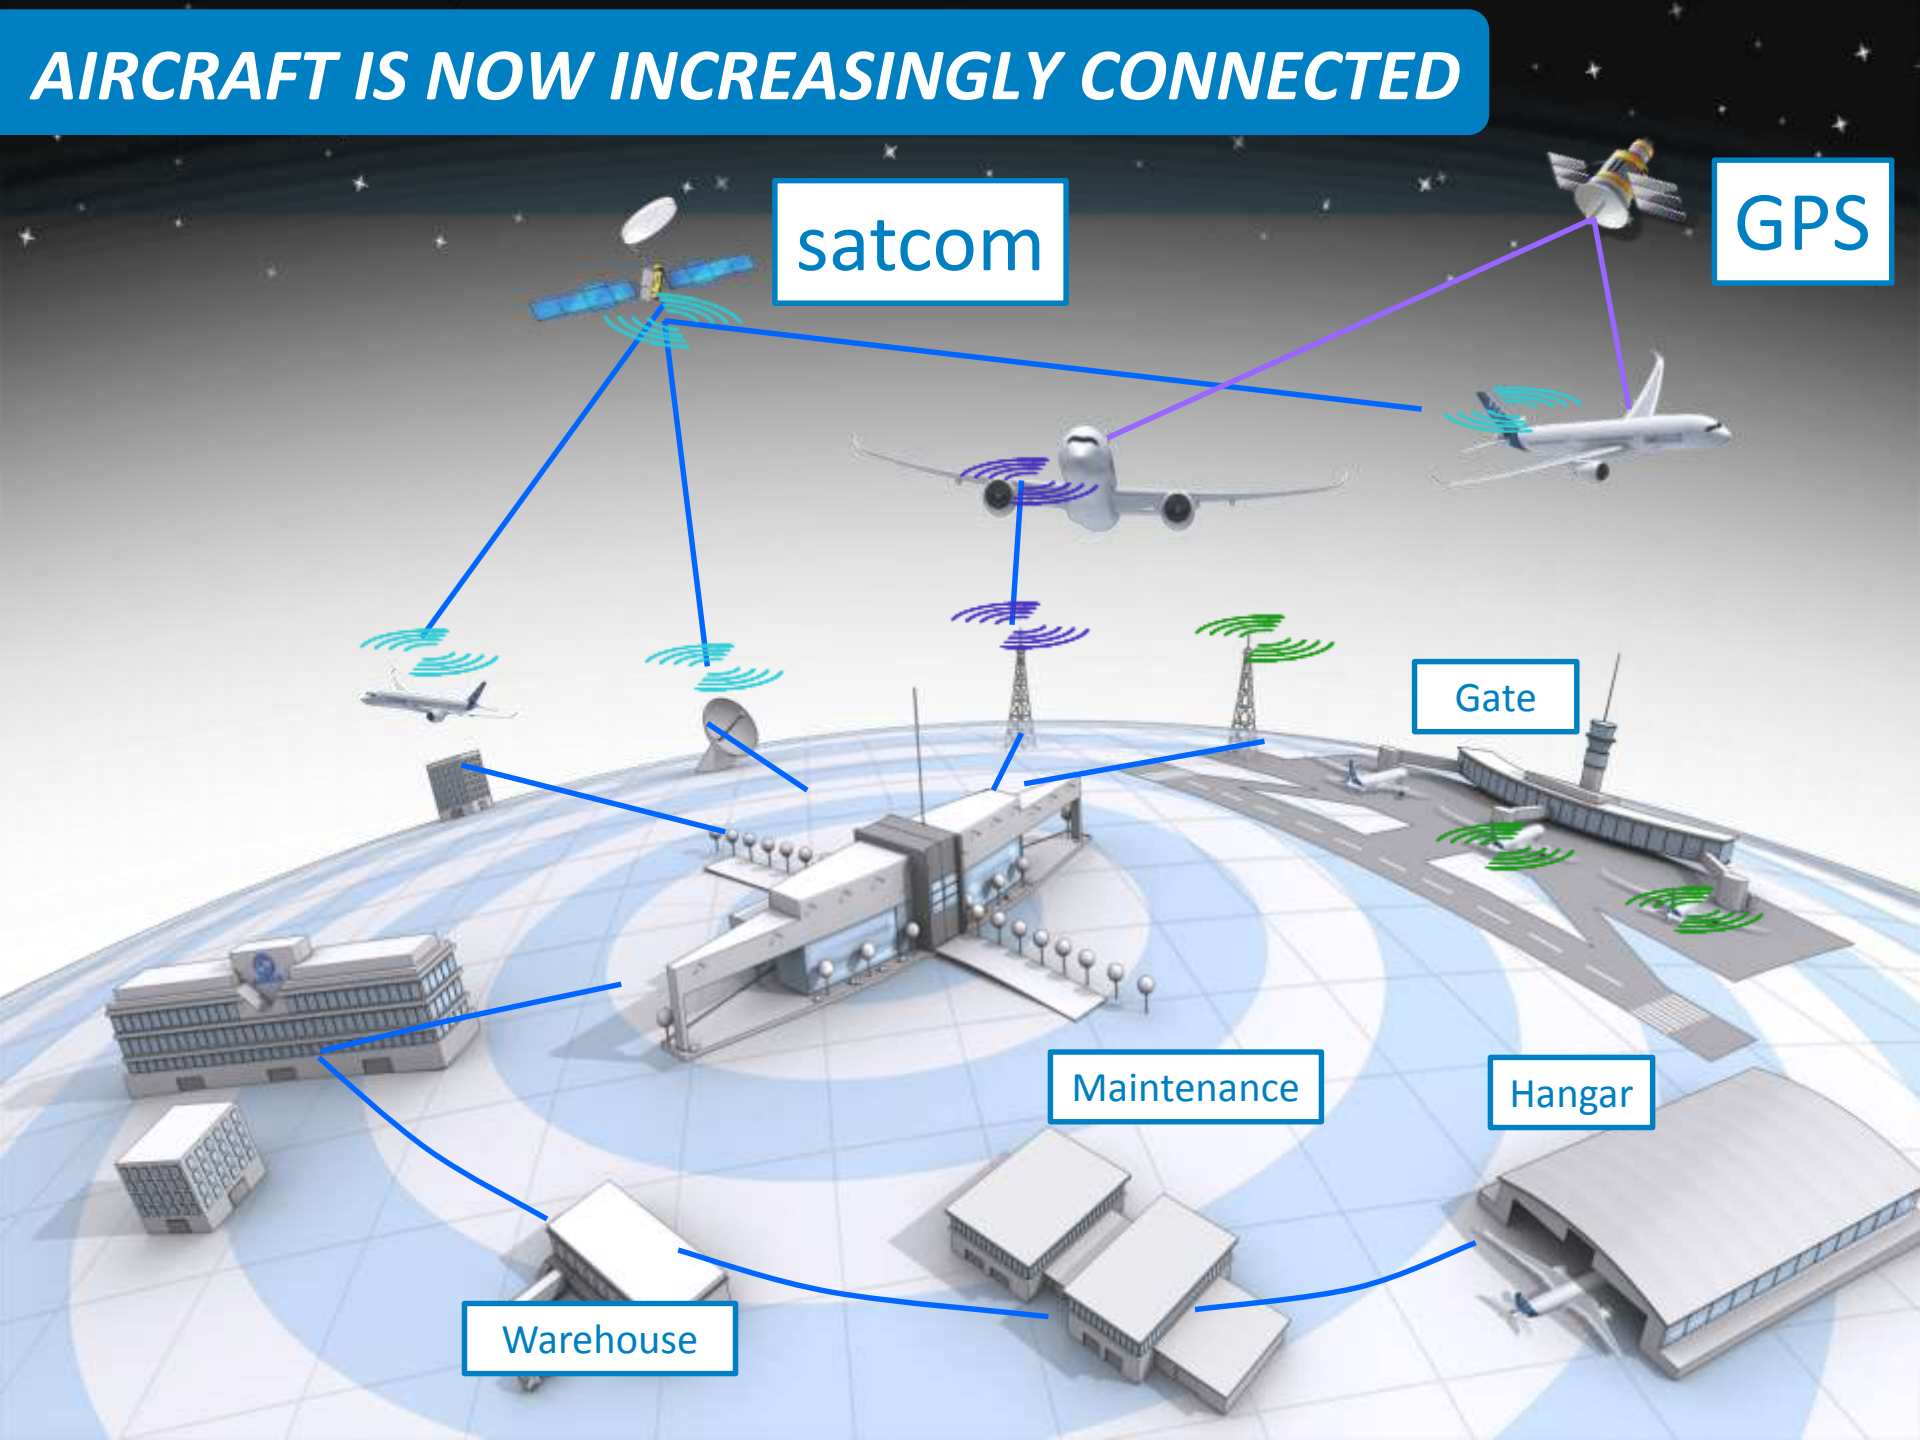 AIRCRAFT IS NOW INCREASINGLY CONNECTED
satcom
GPS
Gate
Maintenance
Hangar
Warehouse